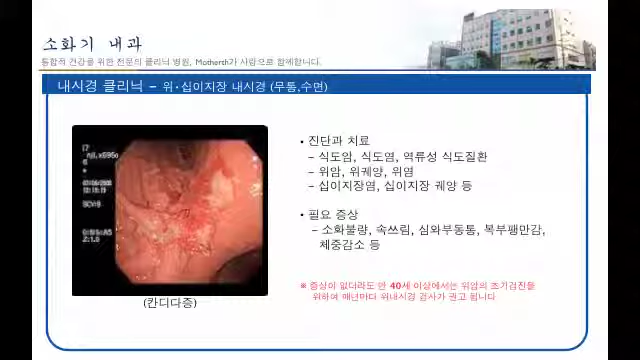 소화기 내과
통합적 건강을 위한 전문의 클리닉 병원, Motherth가 사람으로 함께합니다.
내시경 클리닉 – 위·십이지장 내시경 (무통,수면)
• 진단과 치료
– 식도암, 식도염, 역류성 식도질환
– 위암, 위궤양, 위염
– 십이지장염, 십이지장 궤양 등
• 필요 증상
– 소화불량, 속쓰림, 심와부동통, 복부팽만감,
체중감소 등
※ 증상이 없더라도 만 40세 이상에서는 위암의 조기검진을
위하여 매년마다 위내시경 검사가 권고 됩니다
(칸디다증)